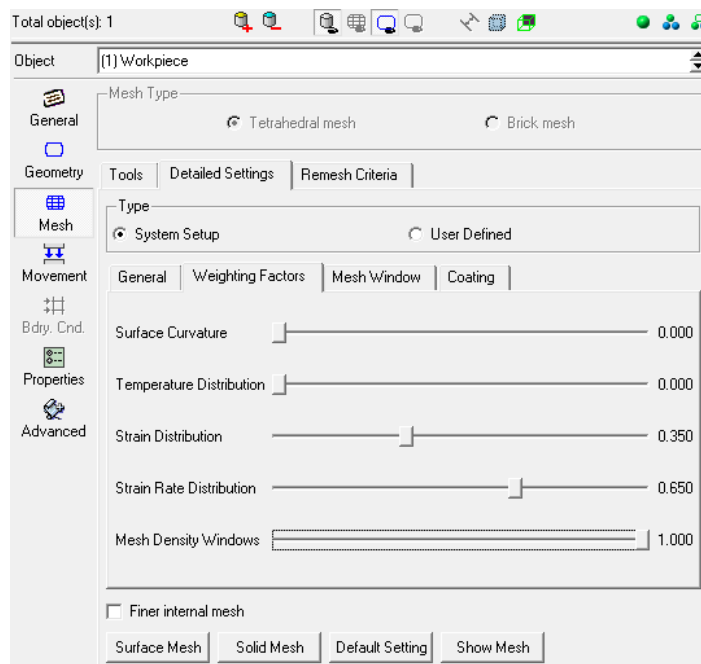 Total object(s): 1
Object (1) Workpiece
General
Geometry
Mesh
Movement
Bdry. Cnd.
Properties
Advanced
Mesh Type
Tetrahedral mesh Brick mesh
Tools Detailed Settings Remesh Criteria
Type
System Setup User Defined
General Weighting Factors Mesh Window Coating
Surface Curvature 0.000
Temperature Distribution 0.000
Strain Distribution 0.350
Strain Rate Distribution 0.650
Mesh Density Windows 1.000
Finer internal mesh
Surface Mesh Solid Mesh Default Setting Show Mesh